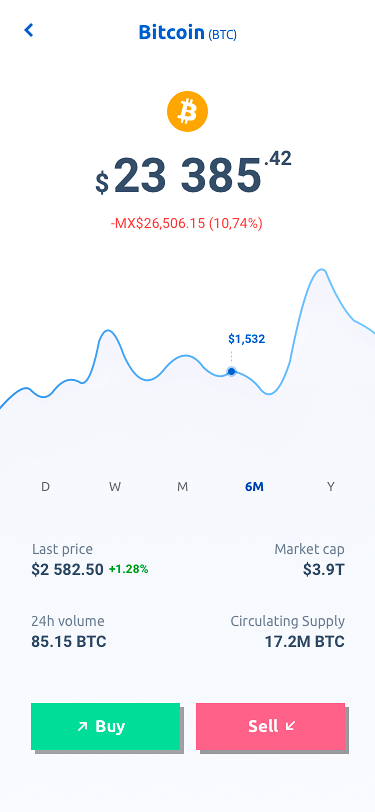 Bitcoin (BTC)
$23 385.42
-MX$26,506.15 (10,74%)
$1,532
D W M 6M Y
Last price Market cap
$2 582.50 +1.28% $3.9T
24h volume Circulating Supply
85.15 BTC 17.2M BTC
Buy Sell